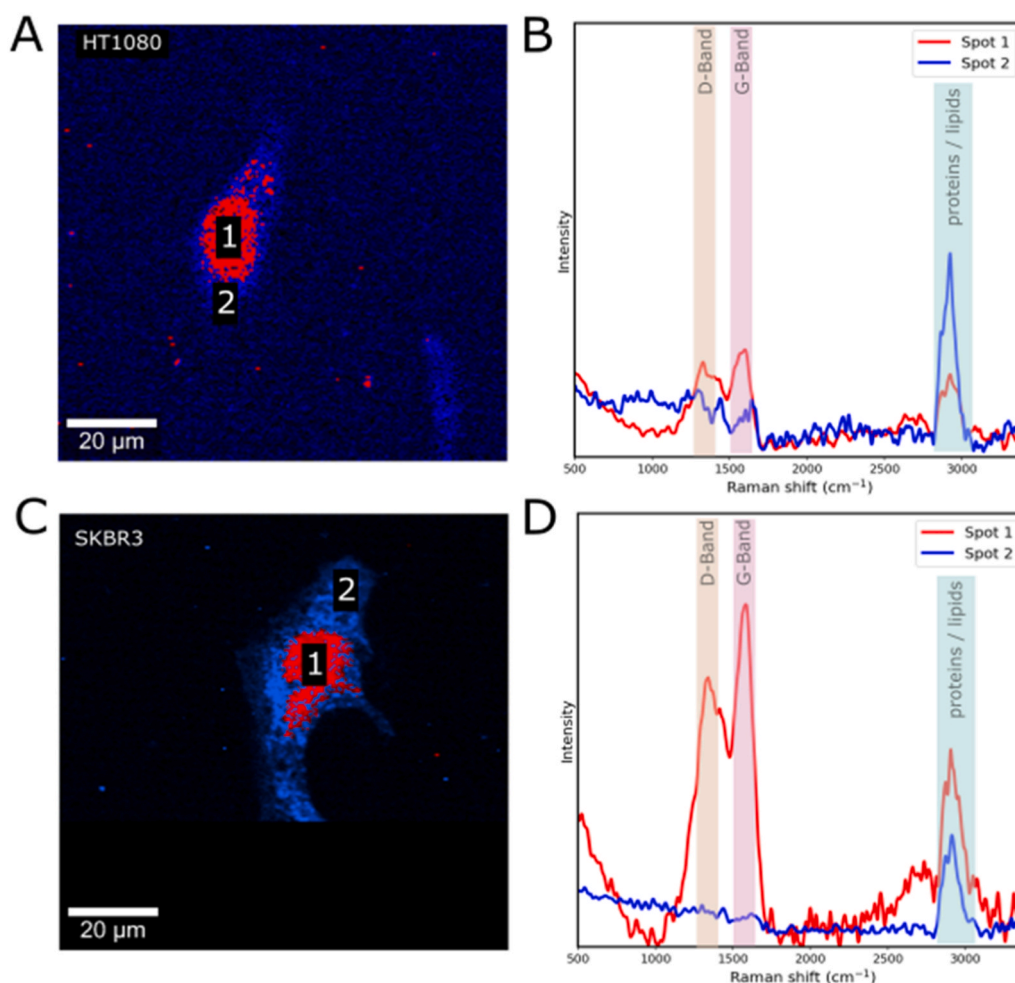 A
HT1080
1
2
20 µm
B
D-Band
G-Band
proteins / lipids
Spot 1
Spot 2
Intensity
500
1000
1500
2000
2500
3000
Raman shift (cm⁻¹)
C
SKBR3
2
1
20 µm
D
D-Band
G-Band
proteins / lipids
Spot 1
Spot 2
Intensity
500
1000
1500
2000
2500
3000
Raman shift (cm⁻¹)